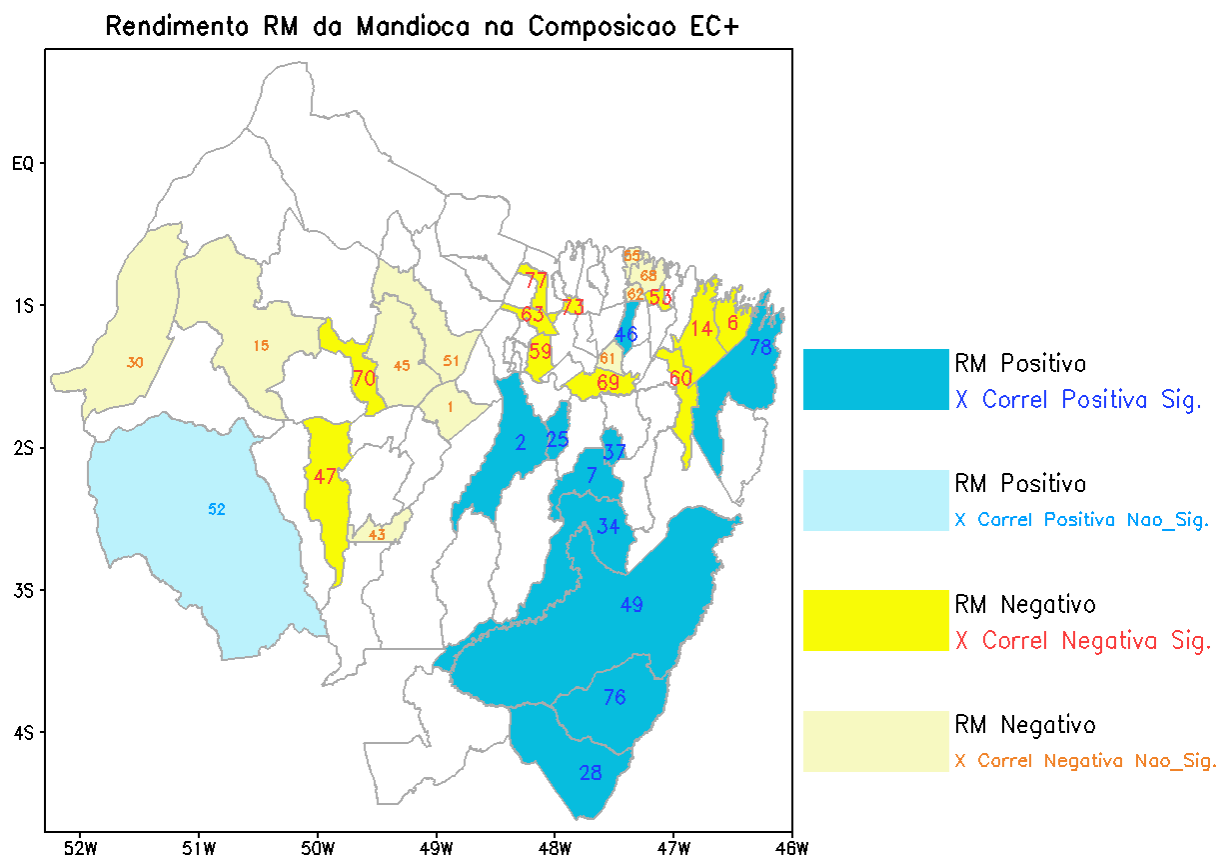 Rendimento RM da Mandioca na Composicao EC+
EQ
1S
2S
3S
4S
52W 51W 50W 49W 48W 47W 46W
65
68
77
62 53
73
63
14 6
46
78
15
30
59
61
45 51
70
69
60
1
2 25
37
47
7
52
34
43
49
76
28
RM Positivo
X Correl Positiva Sig.
RM Positivo
X Correl Positiva Nao_Sig.
RM Negativo
X Correl Negativa Sig.
RM Negativo
X Correl Negativa Nao_Sig.